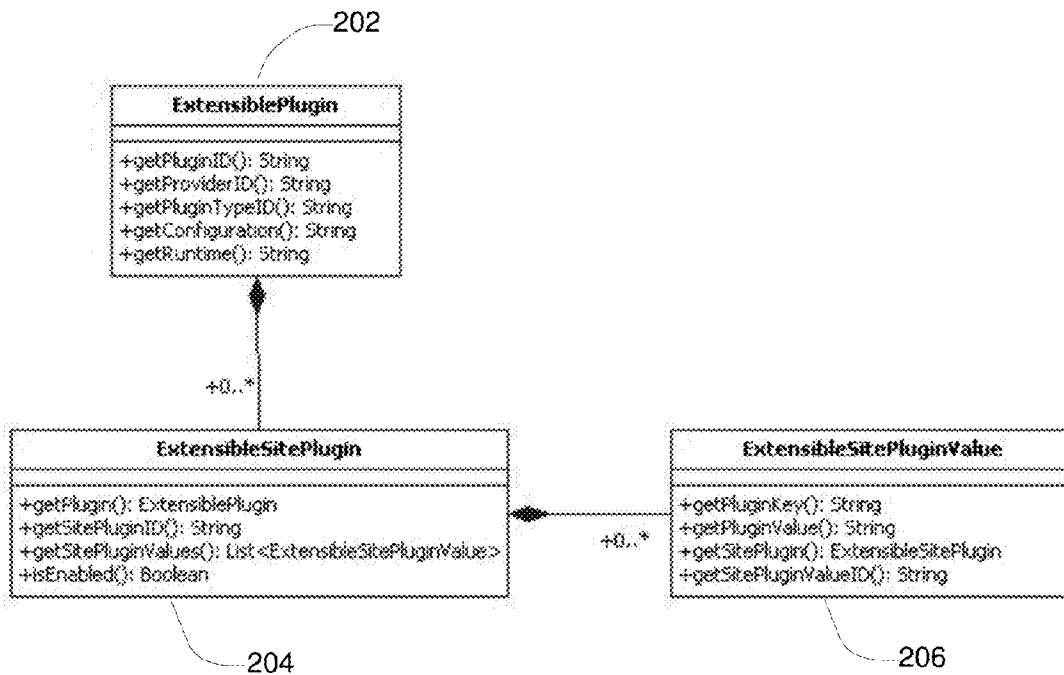 202
ExtensiblePlugin
+getPluginID(): String
+getProviderID(): String
+getPluginTypeID(): String
+getConfiguration(): String
+getRuntime(): String
+0..*
ExtensibleSitePlugin
+getPlugin(): ExtensiblePlugin
+getSitePluginID(): String
+getSitePluginValues(): List<ExtensibleSitePluginValue>
+isEnabled(): Boolean
204
+0..*
ExtensibleSitePluginValue
+getPluginKey(): String
+getPluginValue(): String
+getSitePlugin(): ExtensibleSitePlugin
+getSitePluginValueID(): String
206